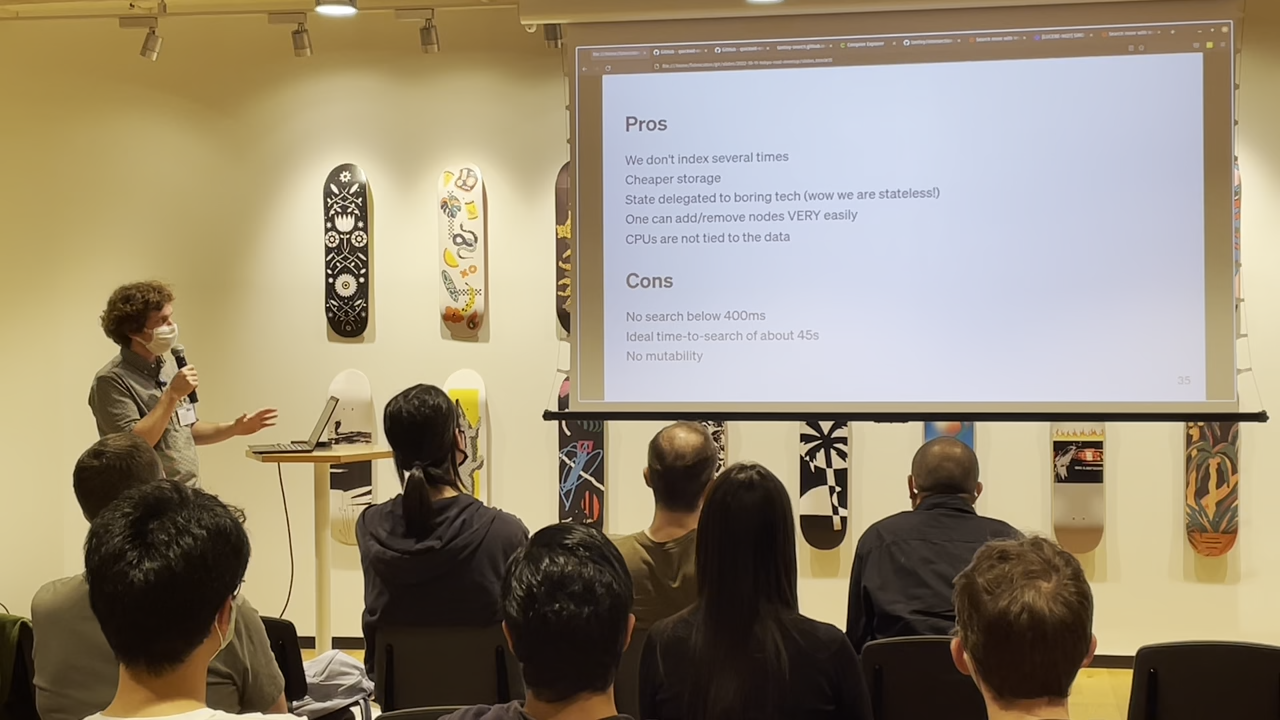 Pros
We don't index several times
Cheaper storage
State delegated to boring tech (wow we are stateless!)
One can add/remove nodes VERY easily
CPUs are not tied to the data
Cons
No search below 400ms
Ideal time-to-search of about 45s
No mutability
35